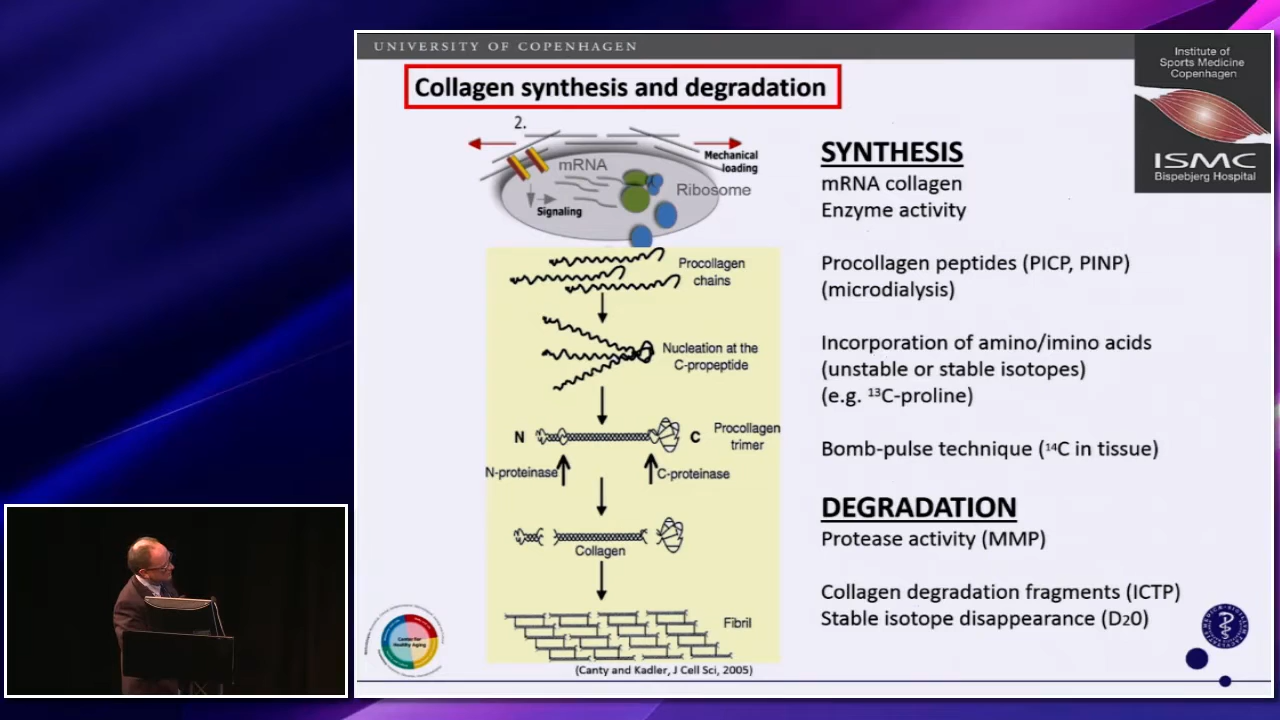 UNIVERSITY OF COPENHAGEN
Institute of
Sports Medicine
Copenhagen
ISMC
Bispebjerg Hospital
Collagen synthesis and degradation
2.
Mechanical
loading
mRNA
Ribosome
Signaling
Procollagen
chains
Nucleation at the
C-propeptide
N
C
Procollagen
trimer
N-proteinase
C-proteinase
Collagen
Fibril
(Canty and Kadler, J Cell Sci, 2005)
SYNTHESIS
mRNA collagen
Enzyme activity
Procollagen peptides (PICP, PINP)
(microdialysis)
Incorporation of amino/imino acids
(unstable or stable isotopes)
(e.g. ¹³C-proline)
Bomb-pulse technique (¹⁴C in tissue)
DEGRADATION
Protease activity (MMP)
Collagen degradation fragments (ICTP)
Stable isotope disappearance (D20)
Center for
Healthy Aging